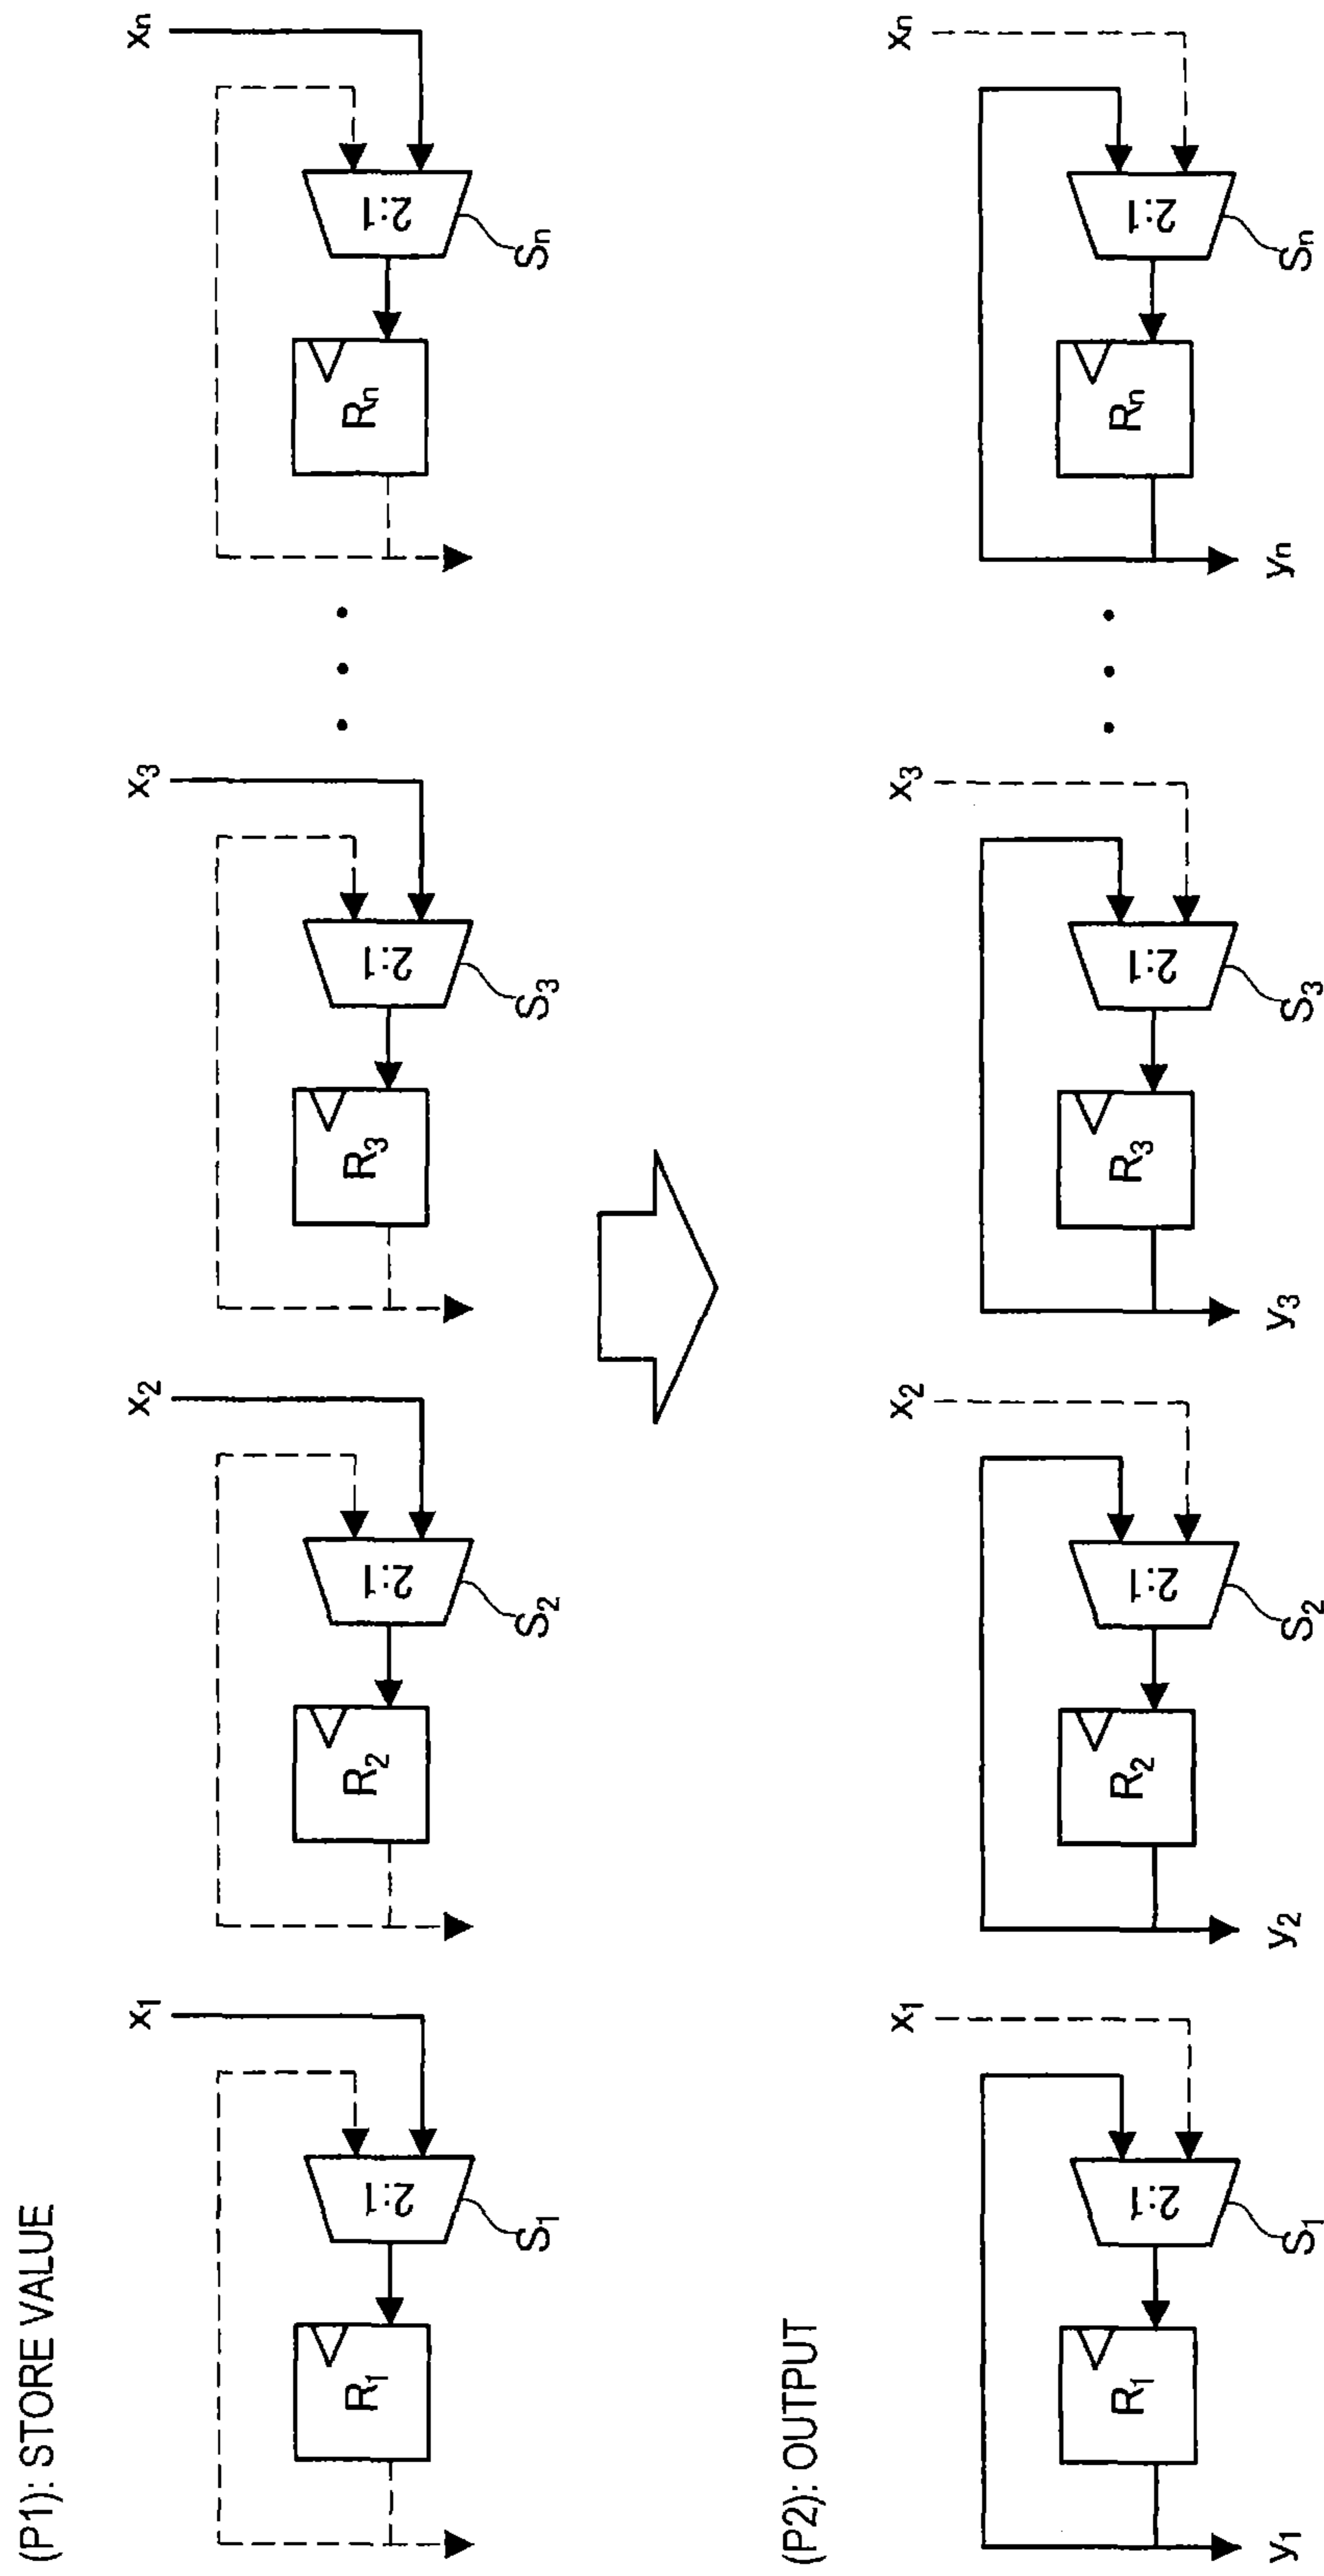 (P1): STORE VALUE
x₁ x₂ x₃ xₙ
R₁ 2:1 R₂ 2:1 R₃ 2:1 • • • Rₙ 2:1
S₁ S₂ S₃ Sₙ
(P2): OUTPUT
x₁ x₂ x₃ xₙ
R₁ 2:1 R₂ 2:1 R₃ 2:1 • • • Rₙ 2:1
y₁ S₁ y₂ S₂ y₃ S₃ yₙ Sₙ